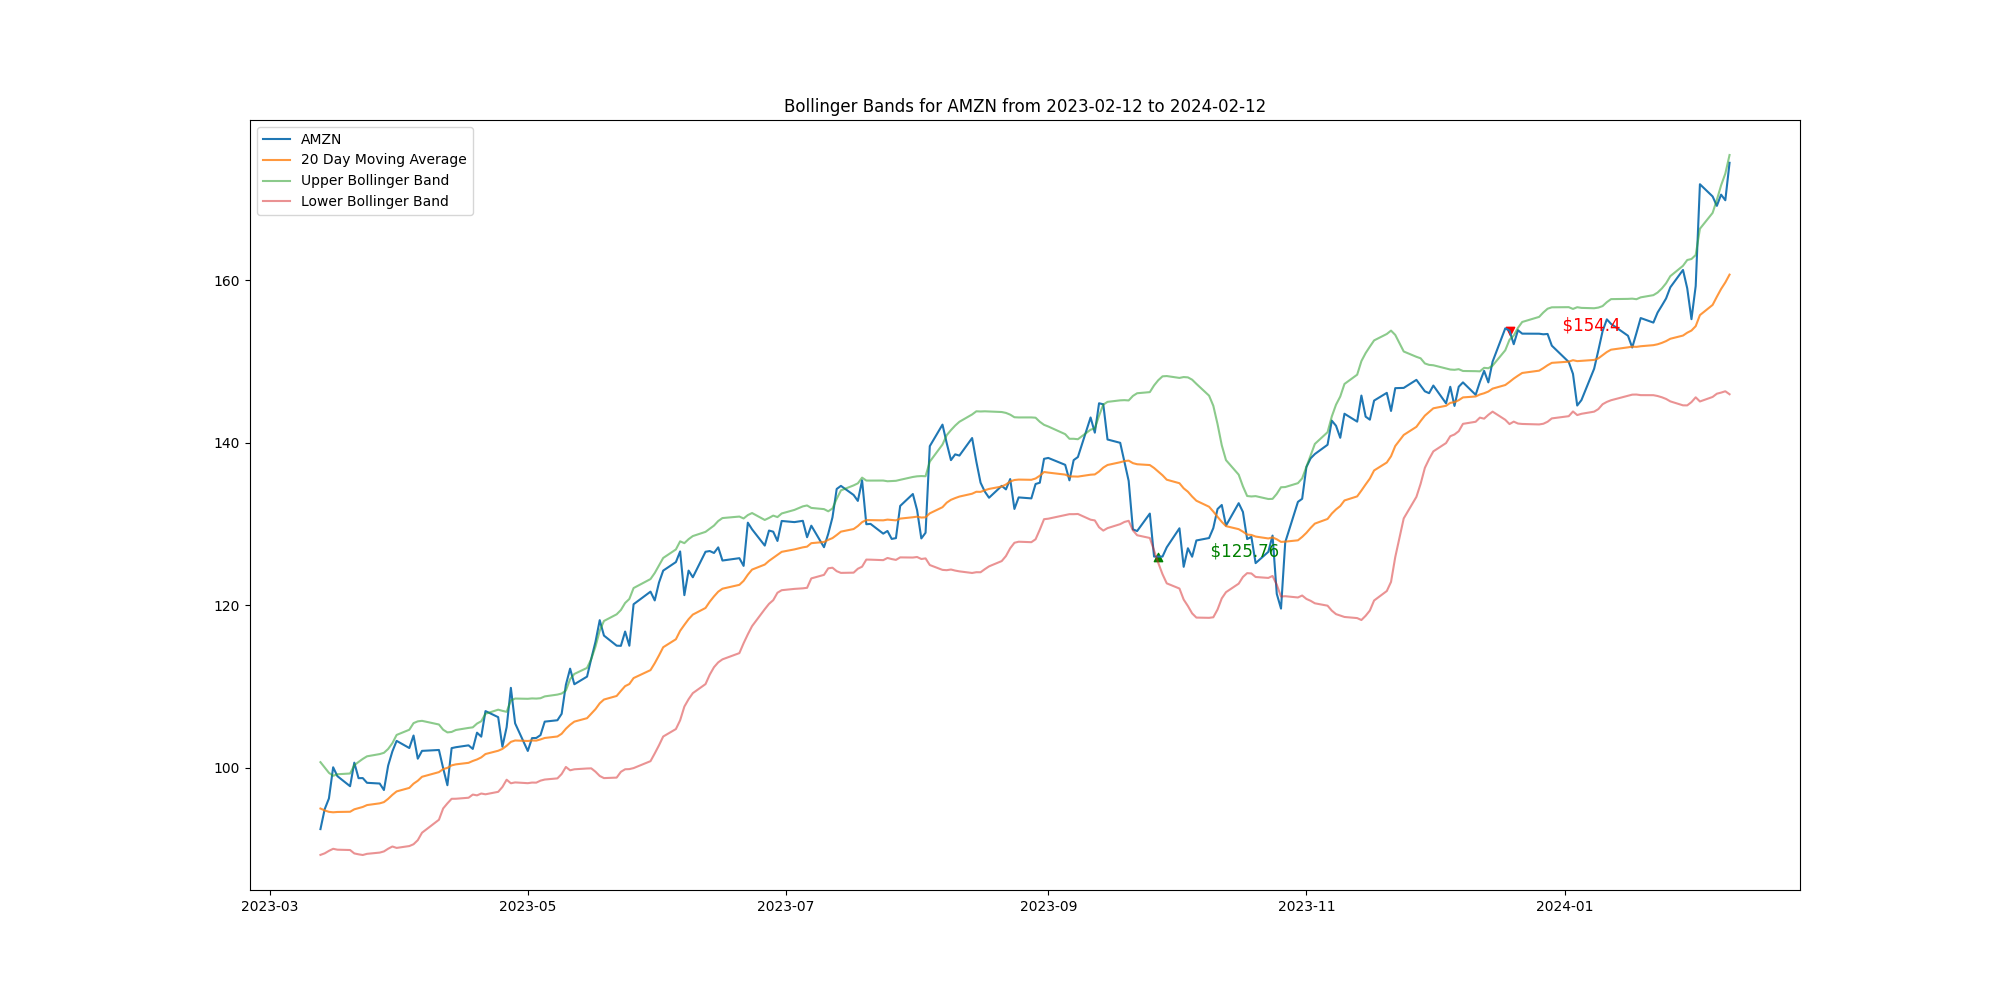 Bollinger Bands for AMZN from 2023-02-12 to 2024-02-12
AMZN
20 Day Moving Average
Upper Bollinger Band
Lower Bollinger Band
160
140
120
100
$154.4
$125.76
2023-03 2023-05 2023-07 2023-09 2023-11 2024-01